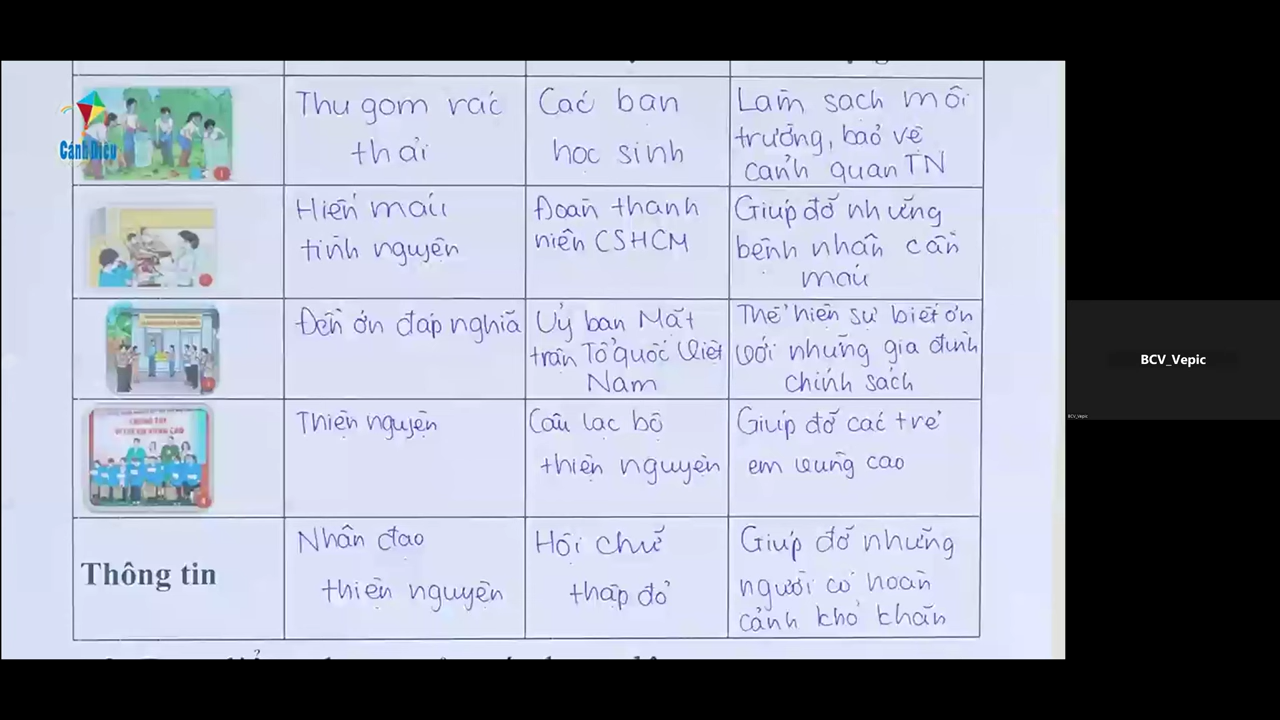 Cánh Diều
Thu gom rác
thải
Các bạn
học sinh
Làm sạch môi
trường, bảo vệ
cảnh quan TN
Hiến máu
tình nguyện
Đoàn thanh
niên CSHCM
Giúp đỡ những
bệnh nhân cần
máu
Đền ơn đáp nghĩa
Uỷ ban Mặt
trận Tổ quốc Việt
Nam
Thể hiện sự biết ơn
với những gia đình
chính sách
Thiện nguyện
Câu lạc bộ
thiện nguyện
Giúp đỡ các trẻ
em vùng cao
Thông tin
Nhân đạo
thiện nguyện
Hội chữ
thập đỏ
Giúp đỡ những
người có hoàn
cảnh khó khăn
BCV_Vepic
BCV_Vepic